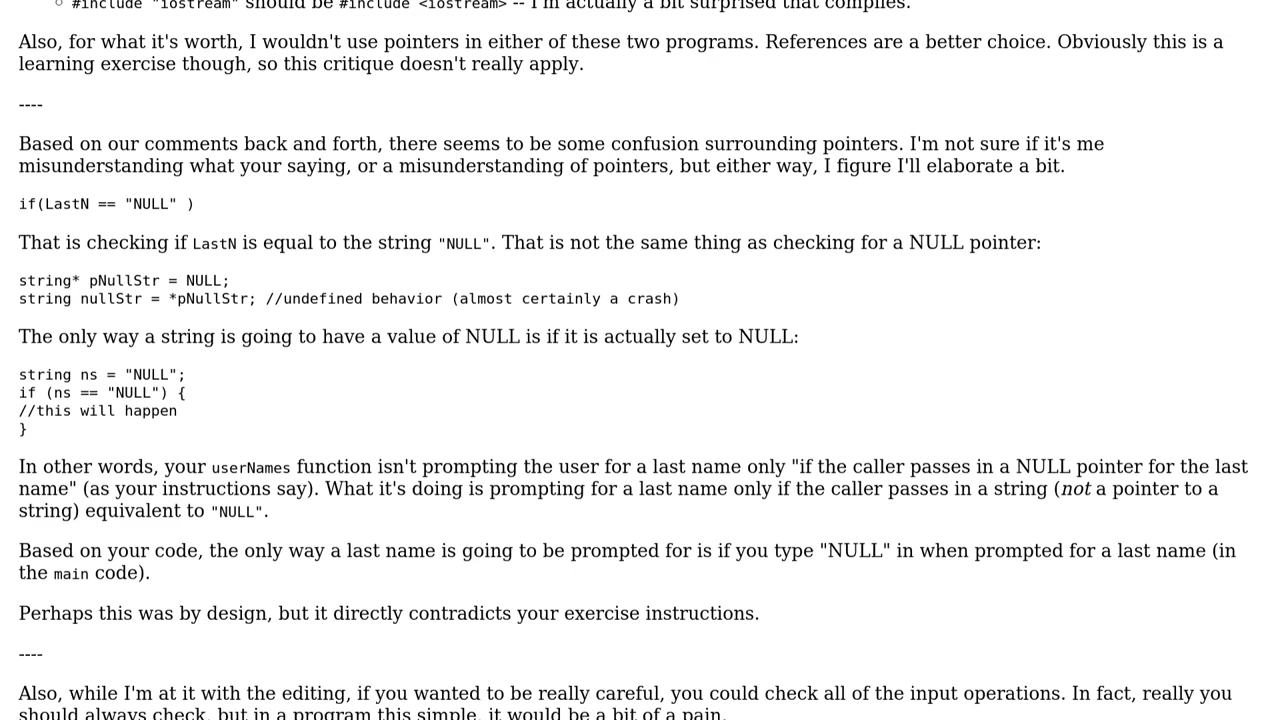 ◦ #include "iostream" should be #include <iostream> -- I'm actually a bit surprised that compiles.
Also, for what it's worth, I wouldn't use pointers in either of these two programs. References are a better choice. Obviously this is a
learning exercise though, so this critique doesn't really apply.
----
Based on our comments back and forth, there seems to be some confusion surrounding pointers. I'm not sure if it's me
misunderstanding what your saying, or a misunderstanding of pointers, but either way, I figure I'll elaborate a bit.
if(LastN == "NULL" )
That is checking if LastN is equal to the string "NULL". That is not the same thing as checking for a NULL pointer:
string* pNullStr = NULL;
string nullStr = *pNullStr; //undefined behavior (almost certainly a crash)
The only way a string is going to have a value of NULL is if it is actually set to NULL:
string ns = "NULL";
if (ns == "NULL") {
//this will happen
}
In other words, your userNames function isn't prompting the user for a last name only "if the caller passes in a NULL pointer for the last
name" (as your instructions say). What it's doing is prompting for a last name only if the caller passes in a string (not a pointer to a
string) equivalent to "NULL".
Based on your code, the only way a last name is going to be prompted for is if you type "NULL" in when prompted for a last name (in
the main code).
Perhaps this was by design, but it directly contradicts your exercise instructions.
----
Also, while I'm at it with the editing, if you wanted to be really careful, you could check all of the input operations. In fact, really you
should always check, but in a program this simple, it would be a bit of a pain.